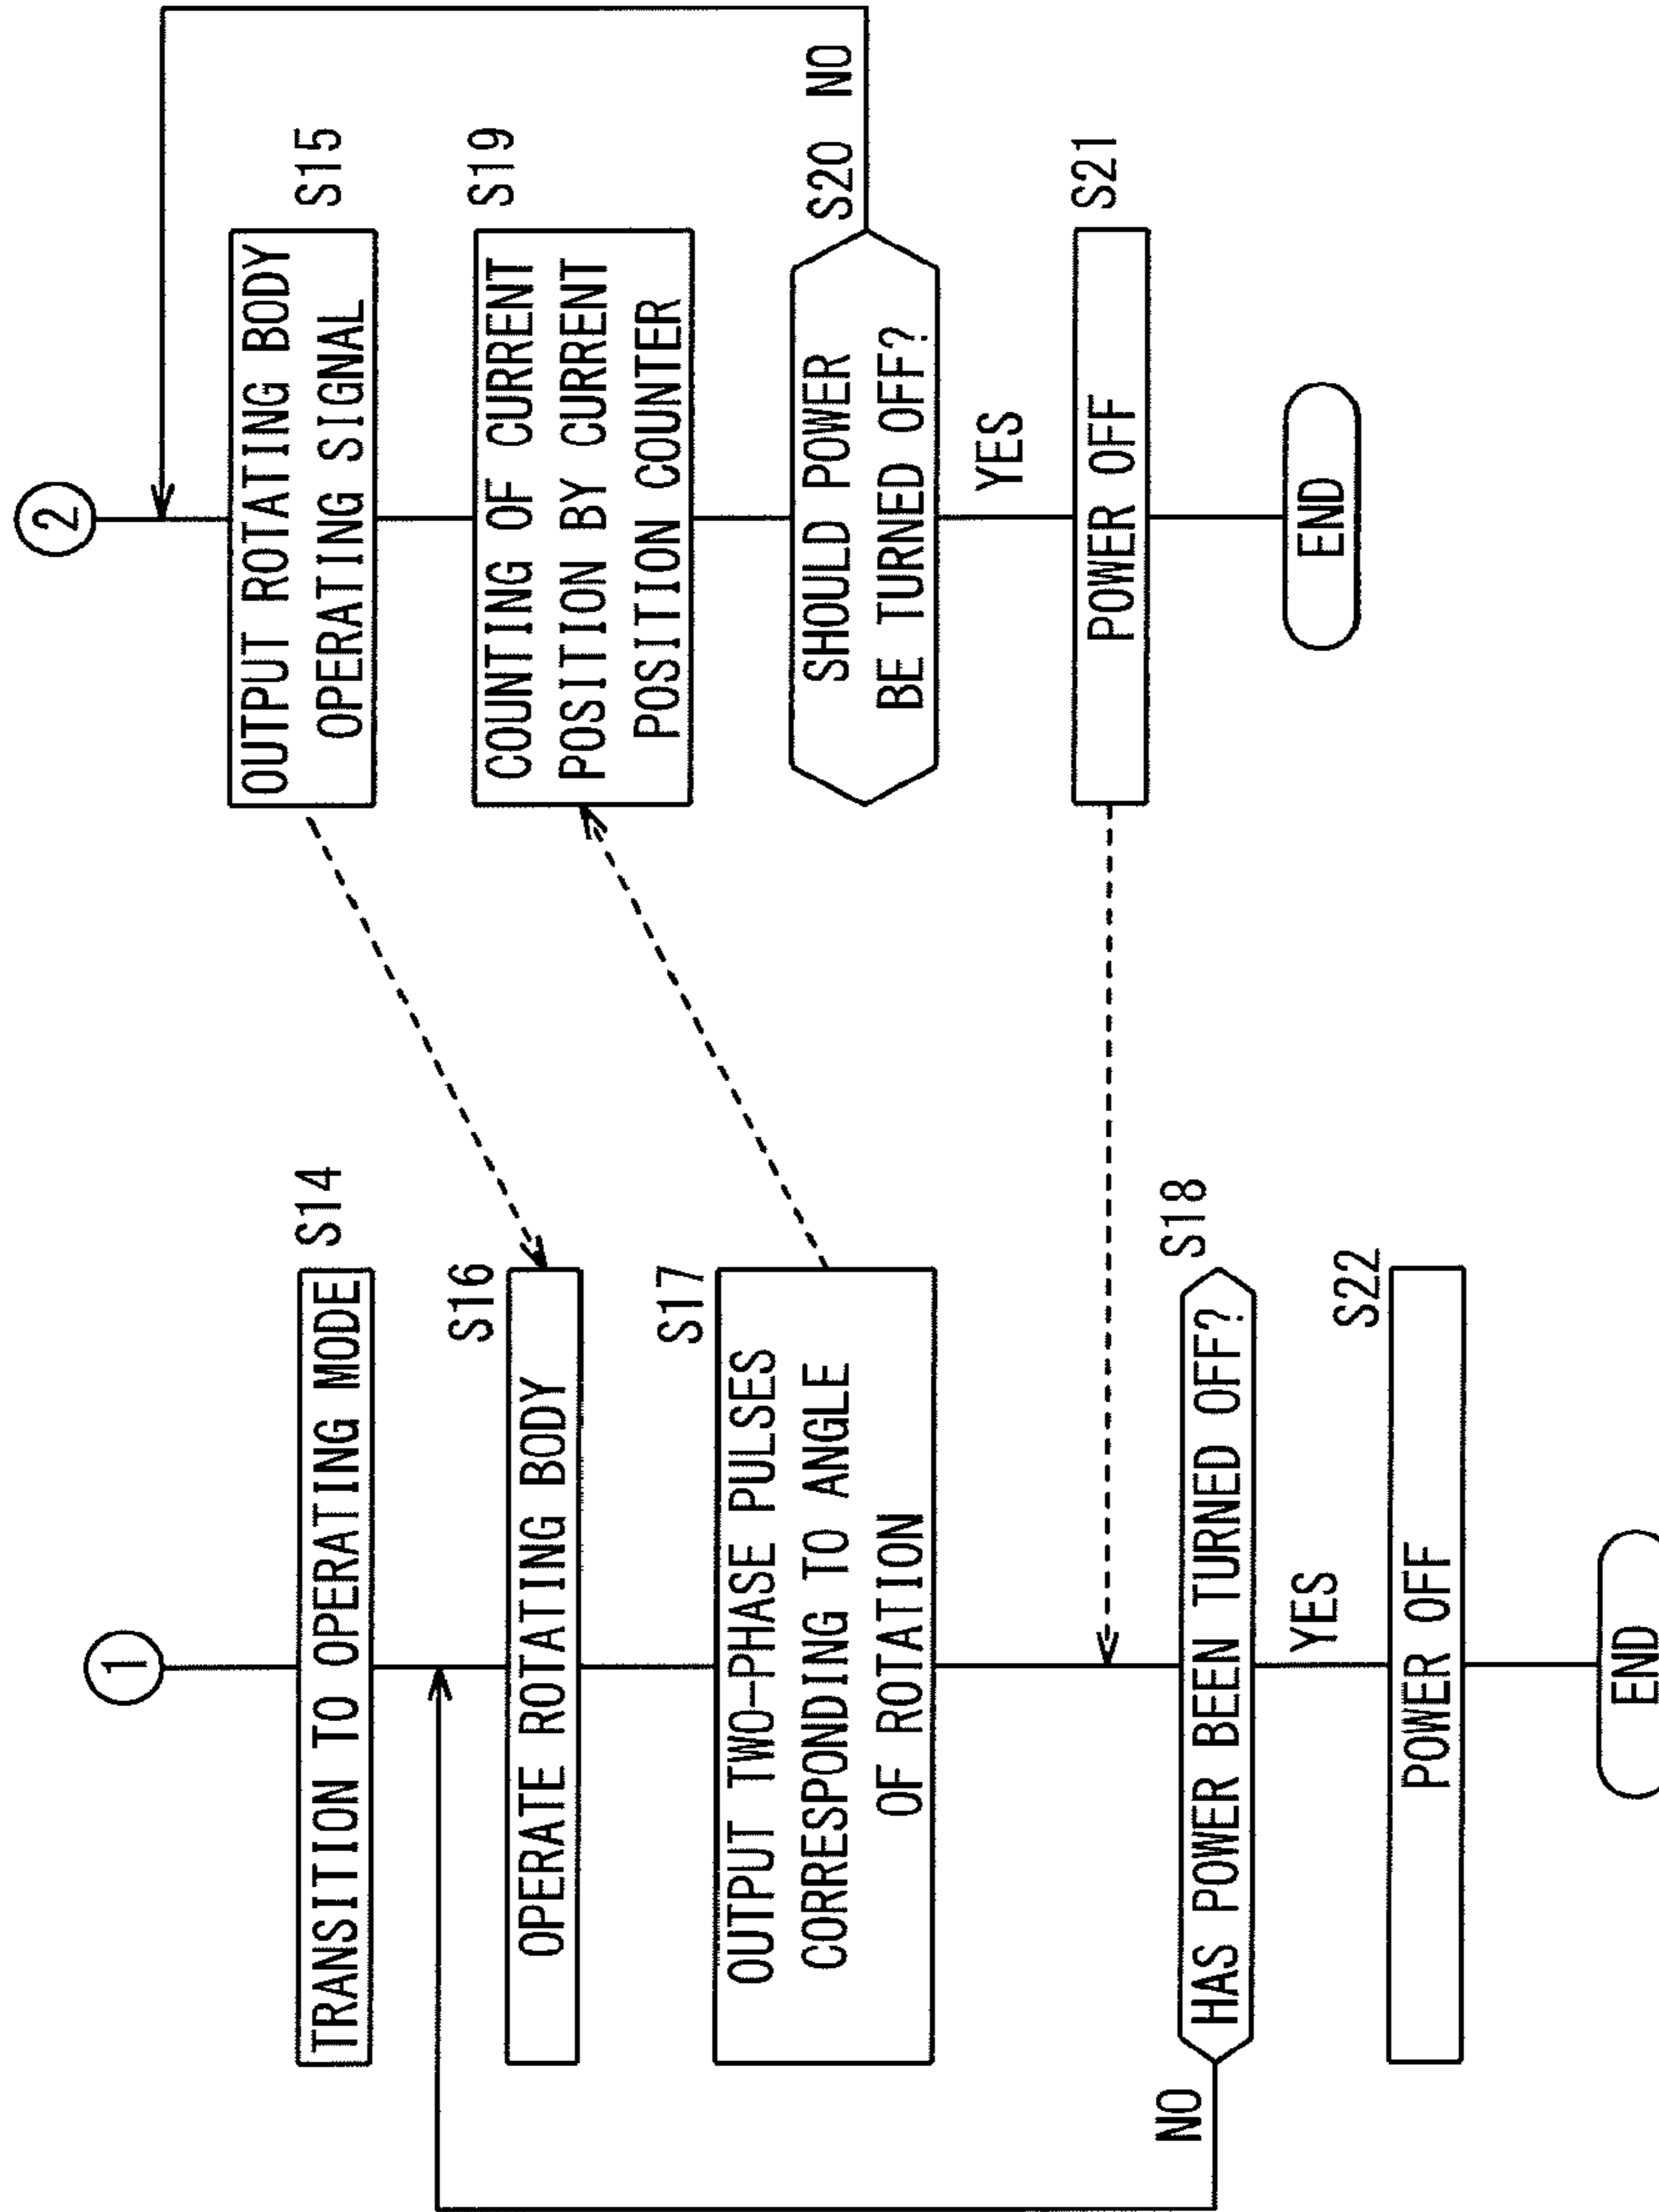 1
TRANSITION TO OPERATING MODE
S14
S16
OPERATE ROTATING BODY
S17
OUTPUT TWO-PHASE PULSES
CORRESPONDING TO ANGLE
OF ROTATION
S18
HAS POWER BEEN TURNED OFF?
NO
YES
S22
POWER OFF
END
2
OUTPUT ROTATING BODY
OPERATING SIGNAL
S15
COUNTING OF CURRENT
POSITION BY CURRENT
POSITION COUNTER
S19
SHOULD POWER
BE TURNED OFF?
S20 NO
YES
S21
POWER OFF
END